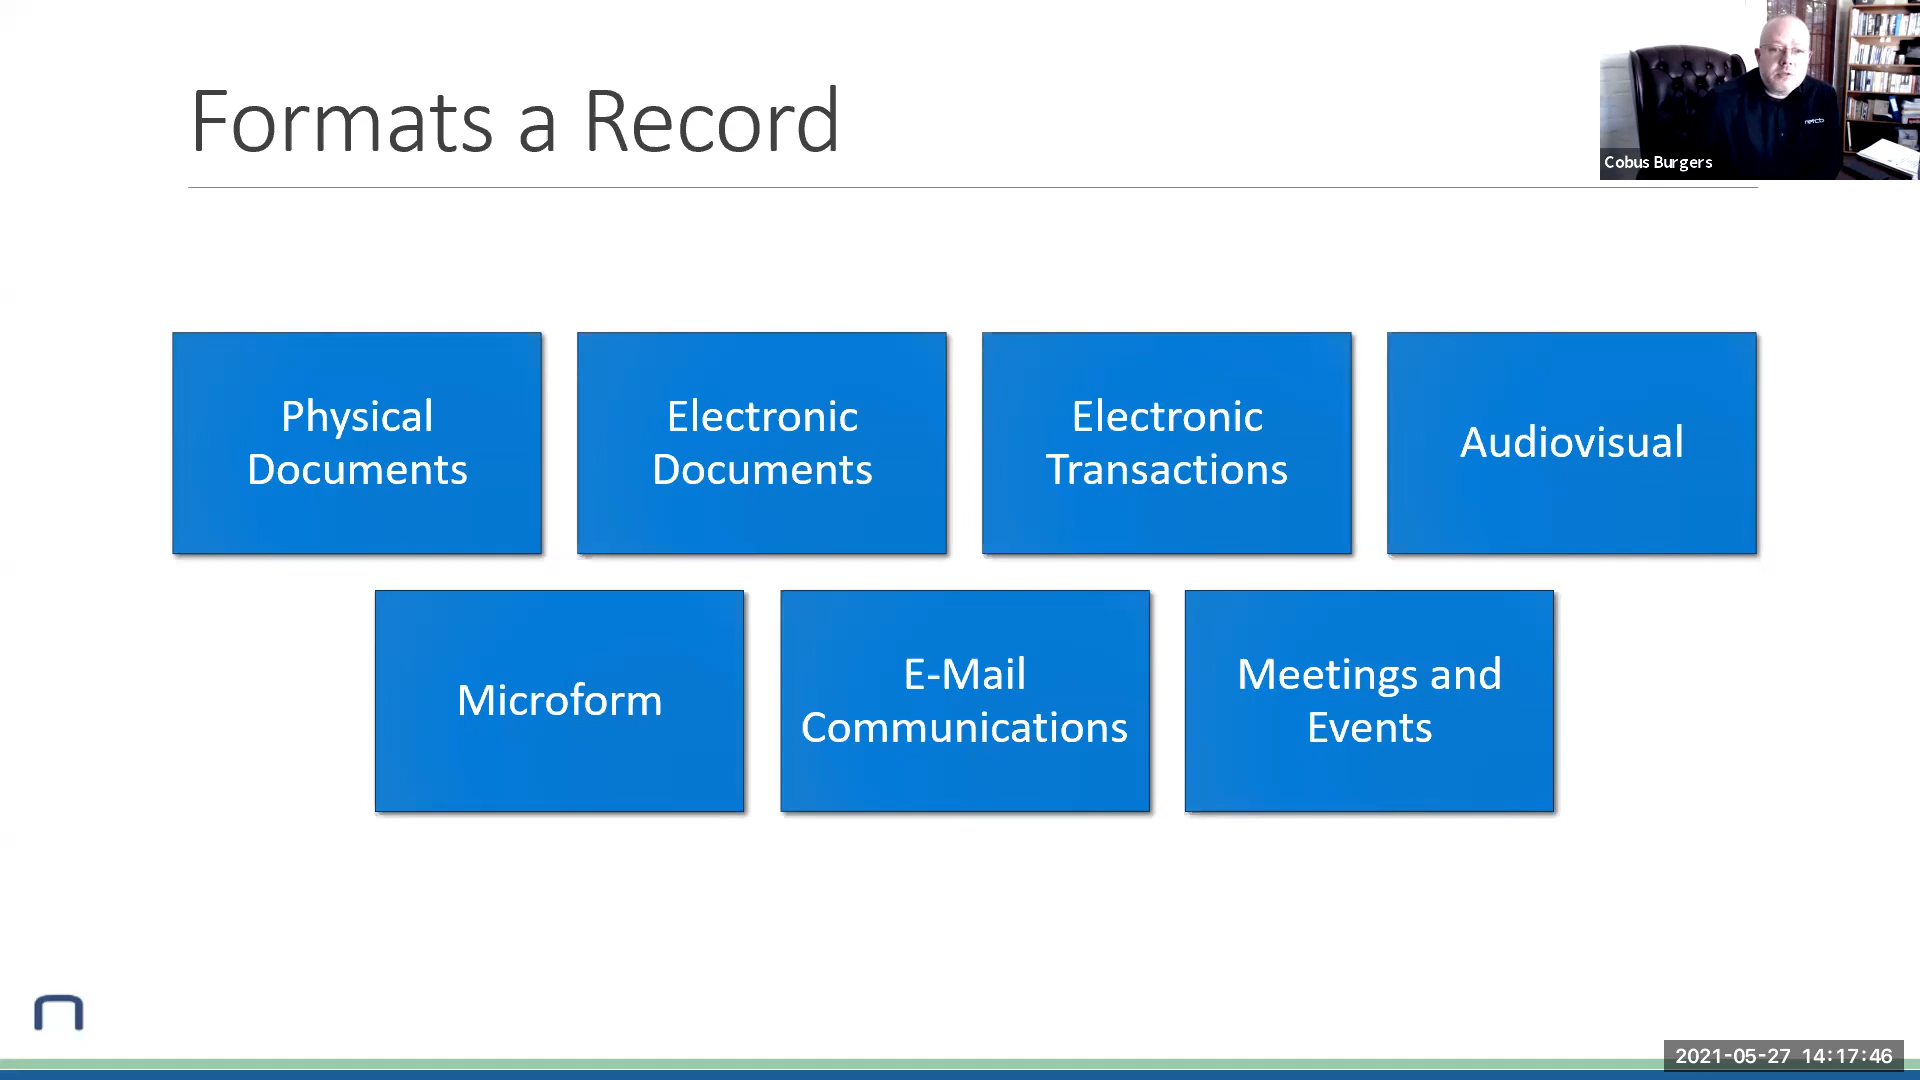 Formats a Record
Cobus Burgers
Physical
Documents
Electronic
Documents
Electronic
Transactions
Audiovisual
Microform
E-Mail
Communications
Meetings and
Events
2021-05-27 14:17:46